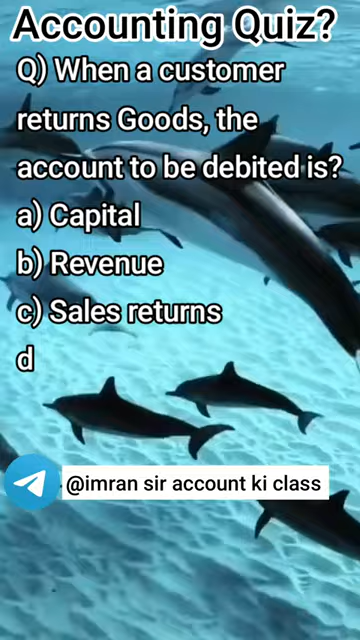 Accounting Quiz?
Q) When a customer
returns Goods, the
account to be debited is?
a) Capital
b) Revenue
c) Sales returns
d
@imran sir account ki class